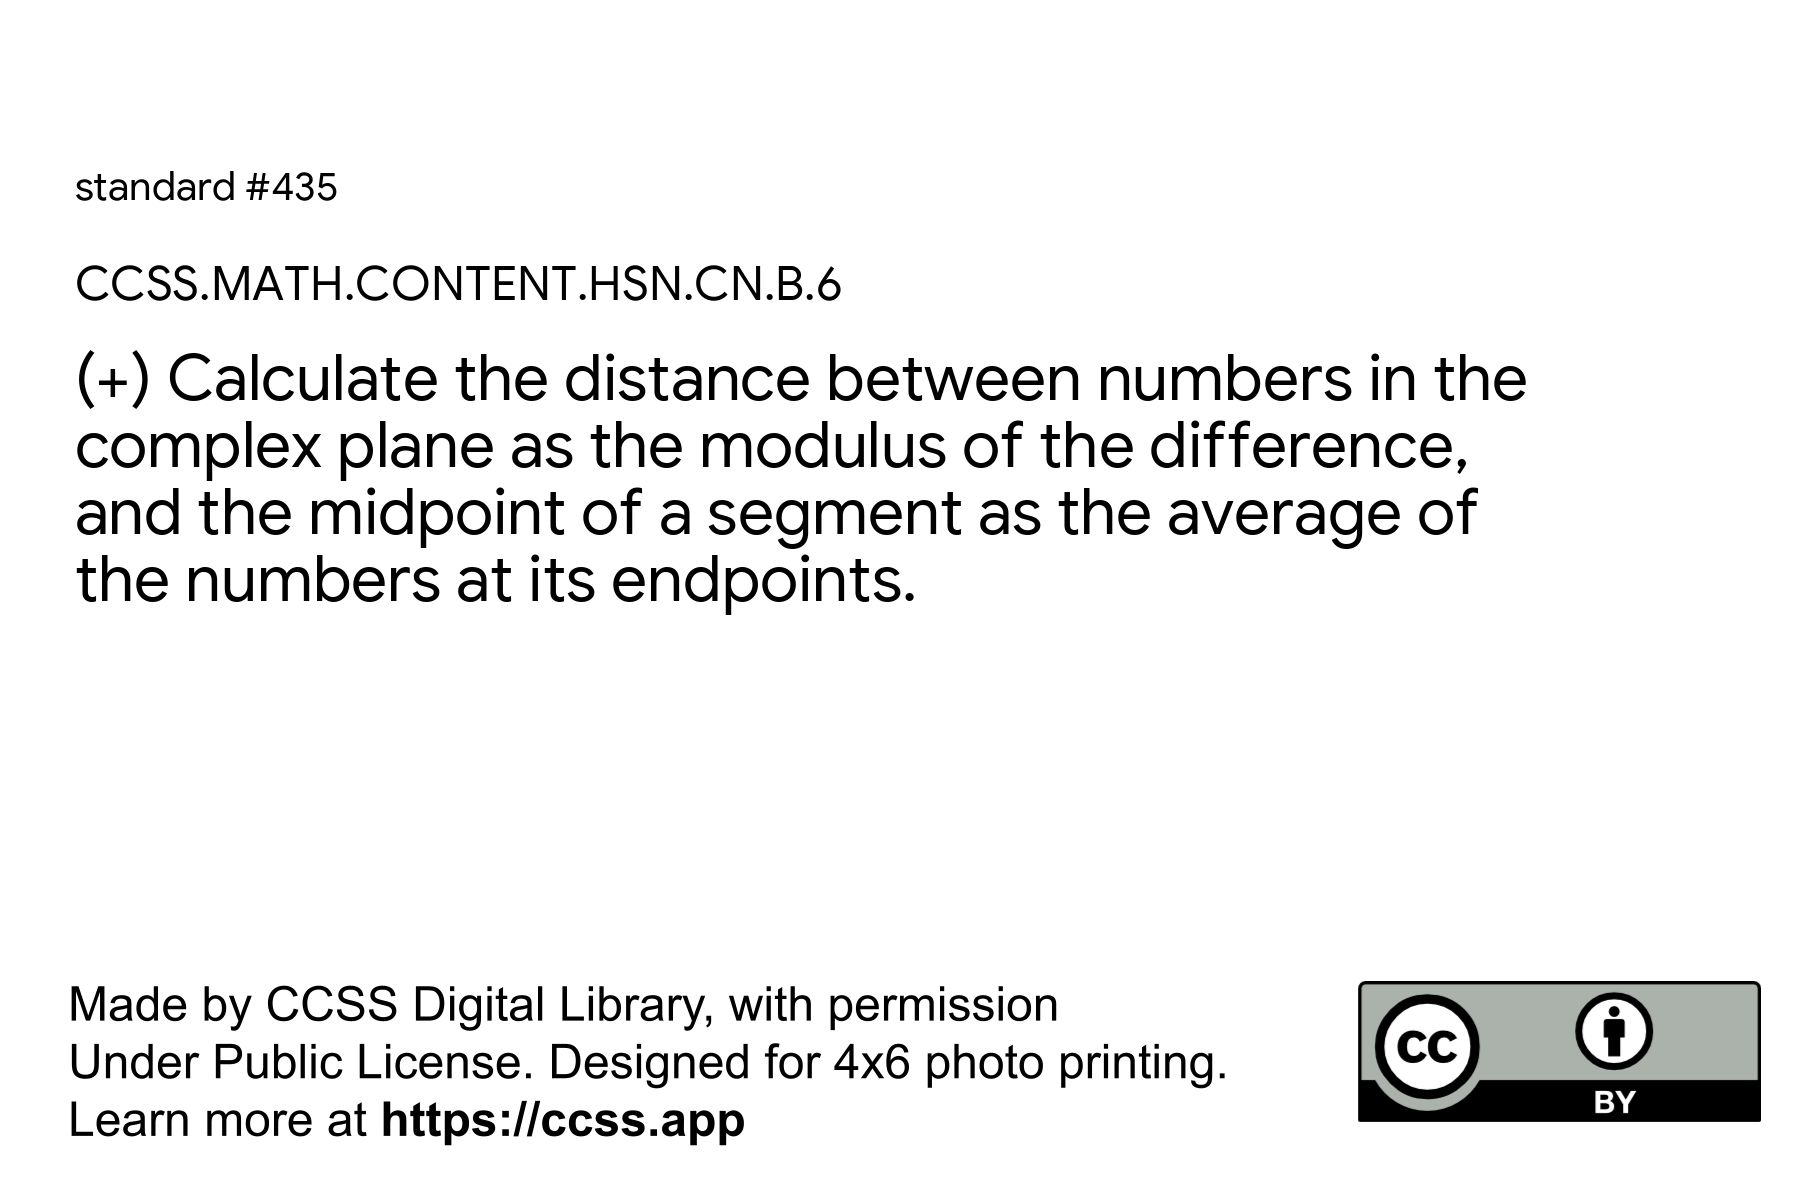 standard #435
CCSS.MATH.CONTENT.HSN.CN.B.6
(+) Calculate the distance between numbers in the
complex plane as the modulus of the difference,
and the midpoint of a segment as the average of
the numbers at its endpoints.
Made by CCSS Digital Library, with permission
Under Public License. Designed for 4x6 photo printing.
Learn more at https://ccss.app
cc
BY